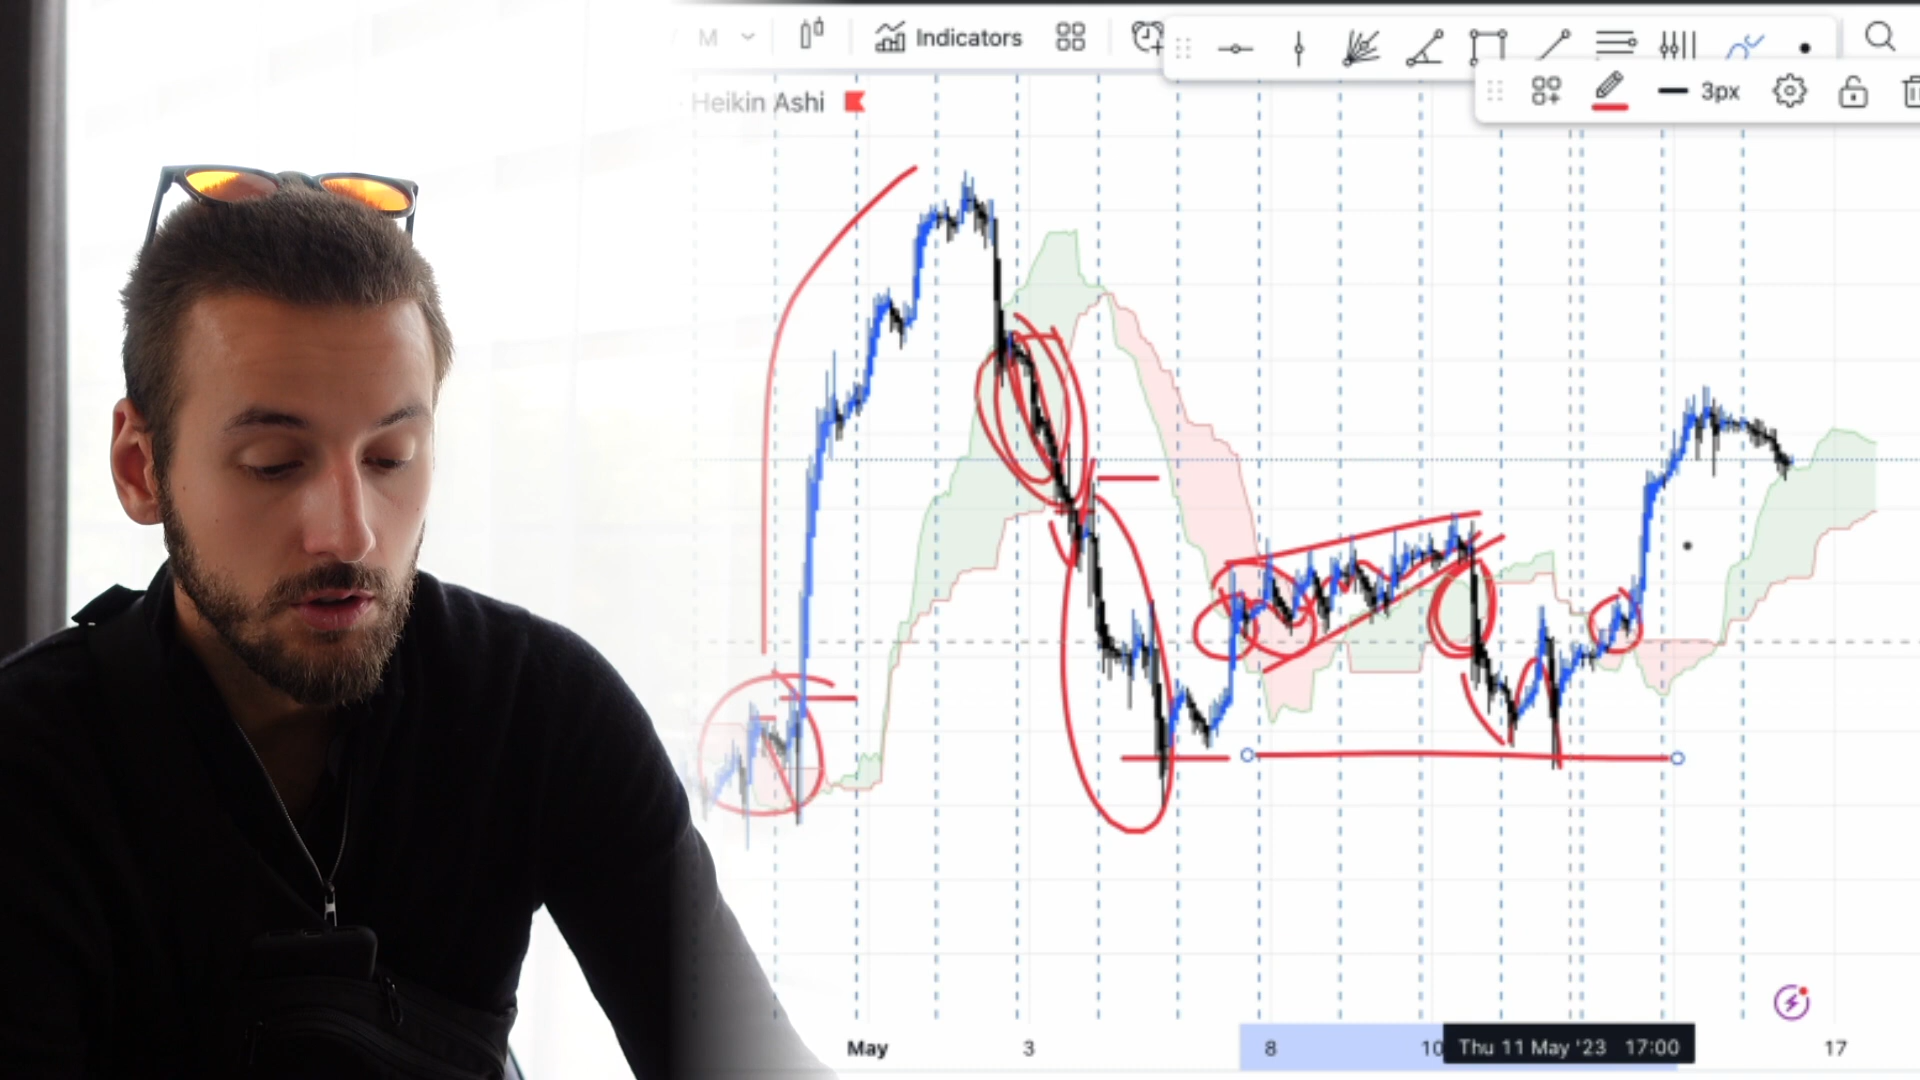 M
Indicators
Heikin Ashi
3px
May 3 8 10 Thu 11 May '23 17:00 17